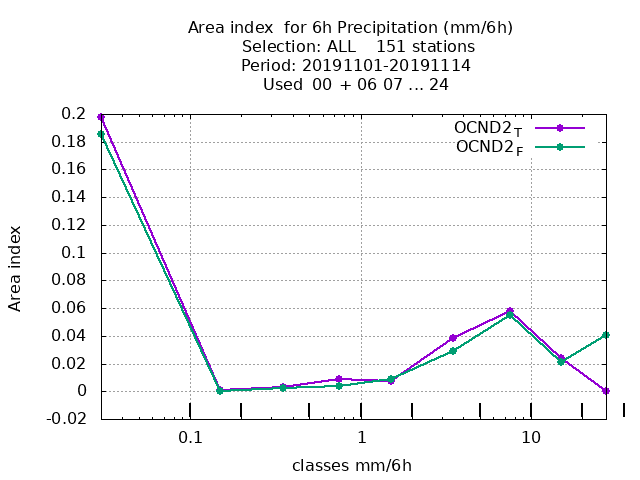 Area index  for 6h Precipitation (mm/6h)
Selection: ALL    151 stations
Period: 20191101-20191114
Used  00 + 06 07 ... 24
OCND2T
OCND2F
0.2
0.18
0.16
0.14
0.12
0.1
0.08
0.06
0.04
0.02
0
-0.02
Area index
0.1
1
10
classes mm/6h